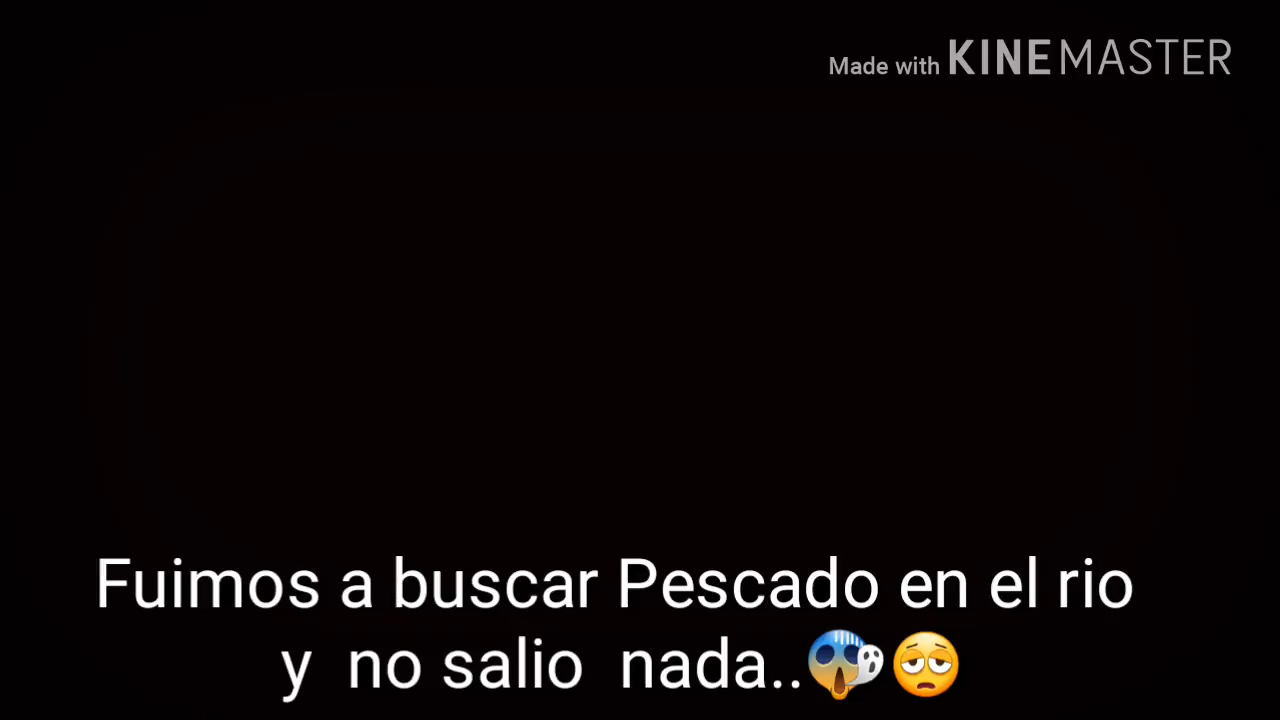 Made with KINEMASTER
Fuimos a buscar Pescado en el rio
y no salio nada..😱👻😩